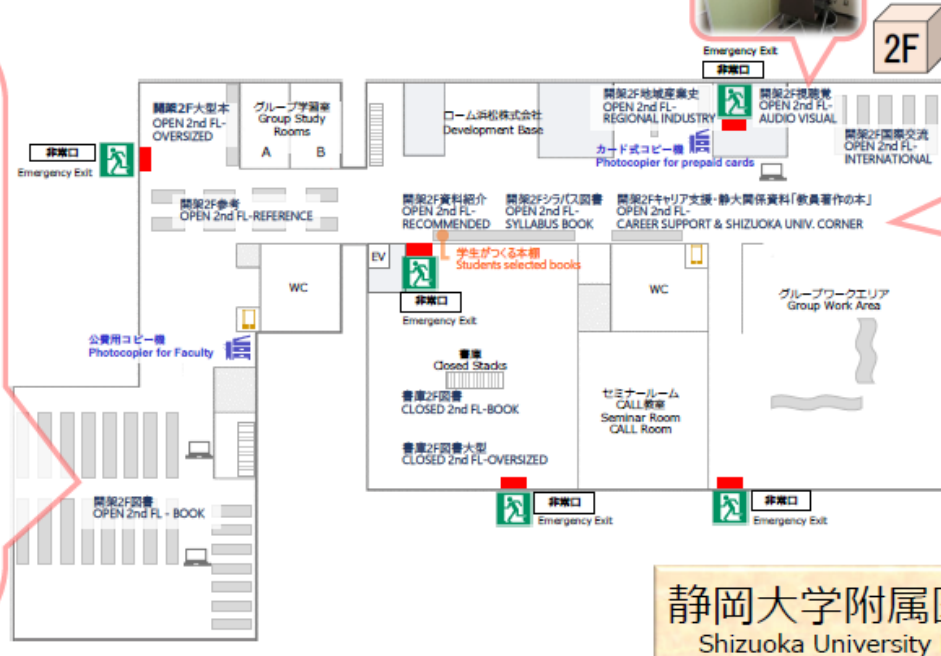 2F
Emergency Exit
非常口
開架2F大型本
OPEN 2nd FL-
OVERSIZED
グループ学習室
Group Study
Rooms
A
B
ローム浜松株式会社
Development Base
開架2F地域産業史
OPEN 2nd FL-
REGIONAL INDUSTRY
開架2F視聴覚
OPEN 2nd FL-
AUDIO VISUAL
開架2F国際交流
OPEN 2nd FL-
INTERNATIONAL
カード式コピー機
Photocopier for prepaid cards
非常口
Emergency Exit
開架2F参考
OPEN 2nd FL-REFERENCE
開架2F資料紹介
OPEN 2nd FL-
RECOMMENDED
開架2Fシラバス図書
OPEN 2nd FL-
SYLLABUS BOOK
開架2Fキャリア支援・静大関係資料「教員著作の本」
OPEN 2nd FL-
CAREER SUPPORT & SHIZUOKA UNIV. CORNER
学生がつくる本棚
Students selected books
EV
WC
非常口
Emergency Exit
WC
グループワークエリア
Group Work Area
公費用コピー機
Photocopier for Faculty
書庫
Closed Stacks
書庫2F図書
CLOSED 2nd FL-BOOK
書庫2F図書大型
CLOSED 2nd FL-OVERSIZED
セミナールーム
CALL教室
Seminar Room
CALL Room
開架2F図書
OPEN 2nd FL - BOOK
非常口
Emergency Exit
非常口
Emergency Exit
静岡大学附属
Shizuoka University